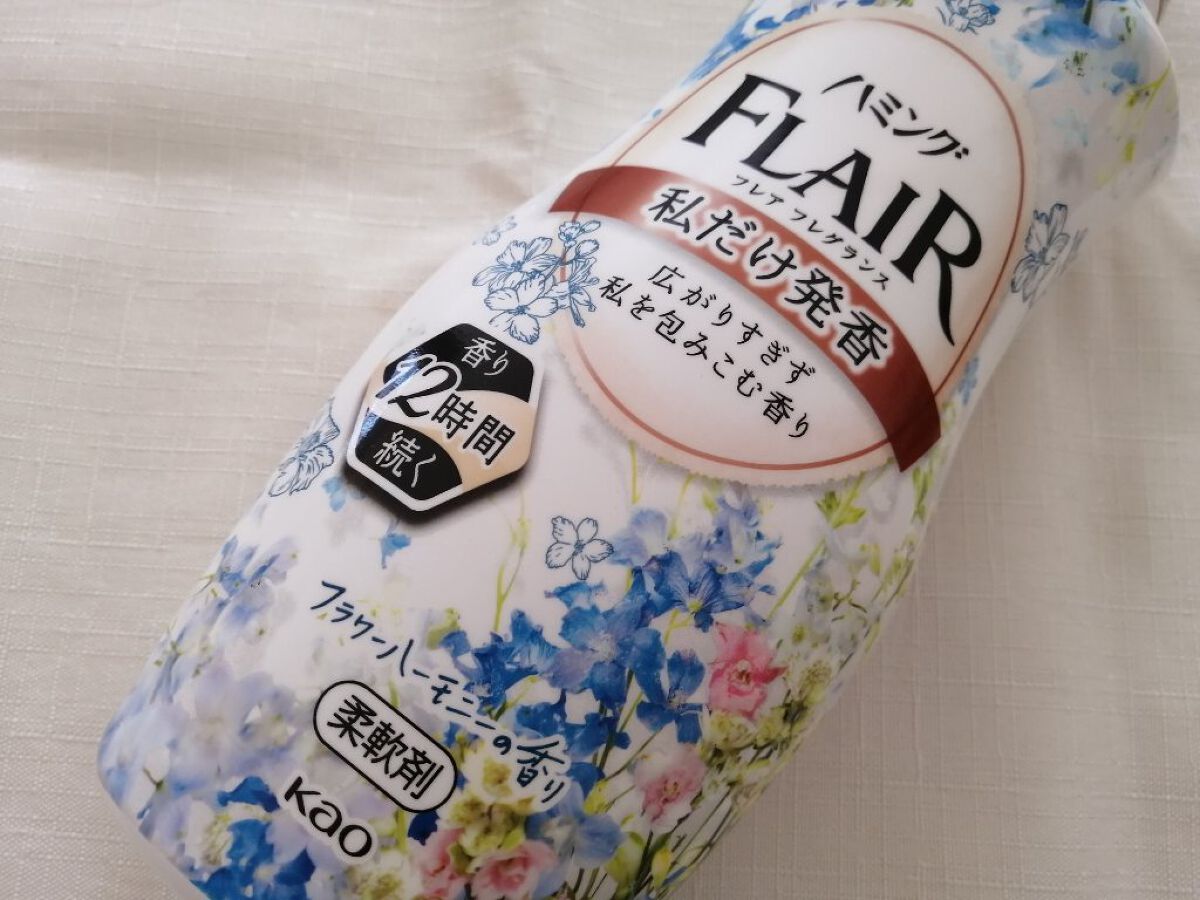 ハミング
FLAIR
フレア フレグランス
私だけ発香
広がりすぎず
私を包みこむ香り
香り
12時間
続く
フラワーハーモニーの香り
柔軟剤
Kao